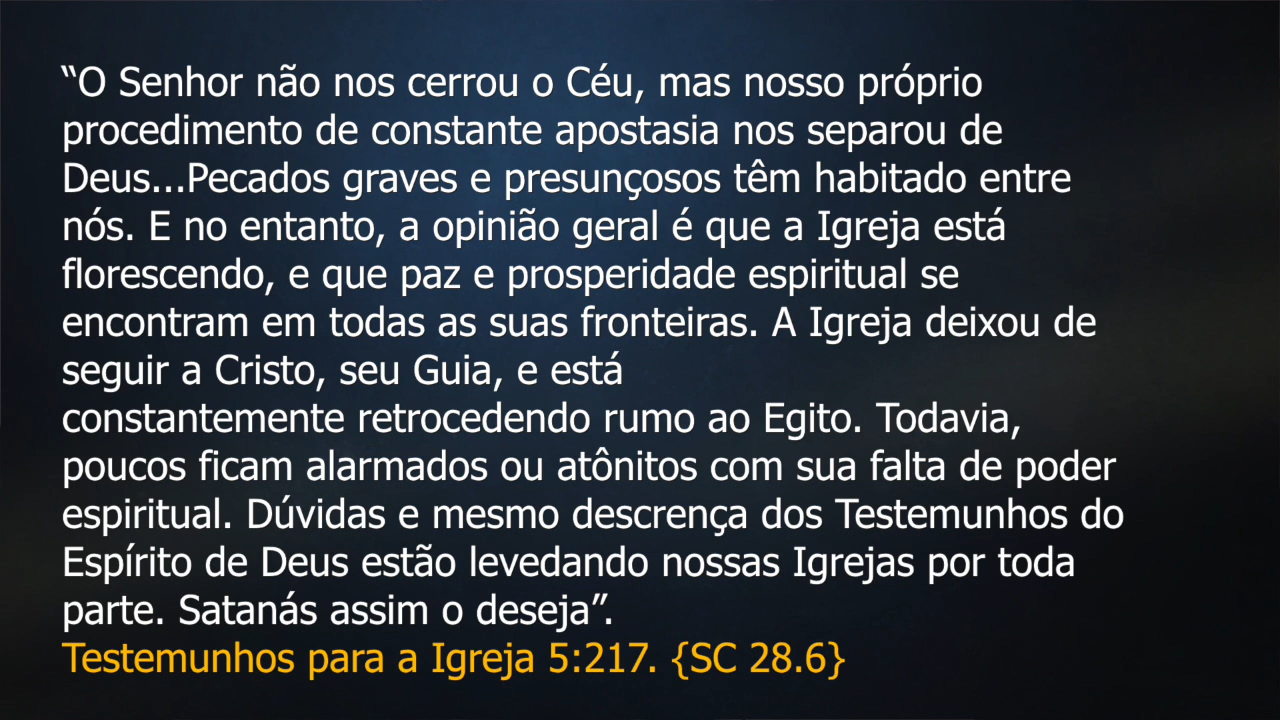 “O Senhor não nos cerrou o Céu, mas nosso próprio
procedimento de constante apostasia nos separou de
Deus...Pecados graves e presunçosos têm habitado entre
nós. E no entanto, a opinião geral é que a Igreja está
florescendo, e que paz e prosperidade espiritual se
encontram em todas as suas fronteiras. A Igreja deixou de
seguir a Cristo, seu Guia, e está
constantemente retrocedendo rumo ao Egito. Todavia,
poucos ficam alarmados ou atônitos com sua falta de poder
espiritual. Dúvidas e mesmo descrença dos Testemunhos do
Espírito de Deus estão levedando nossas Igrejas por toda
parte. Satanás assim o deseja”.
Testemunhos para a Igreja 5:217. {SC 28.6}